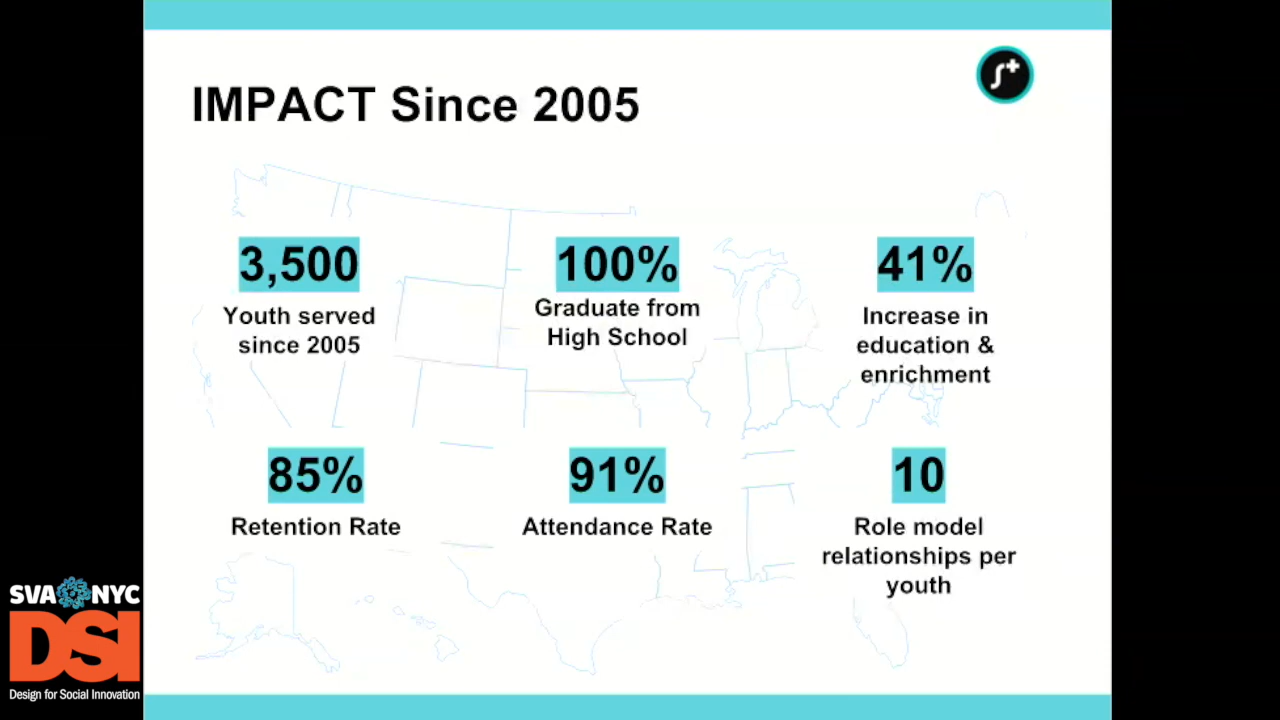 IMPACT Since 2005
3,500
Youth served
since 2005
100%
Graduate from
High School
41%
Increase in
education &
enrichment
85%
Retention Rate
91%
Attendance Rate
10
Role model
relationships per
youth
SVA NYC
DSI
Design for Social Innovation